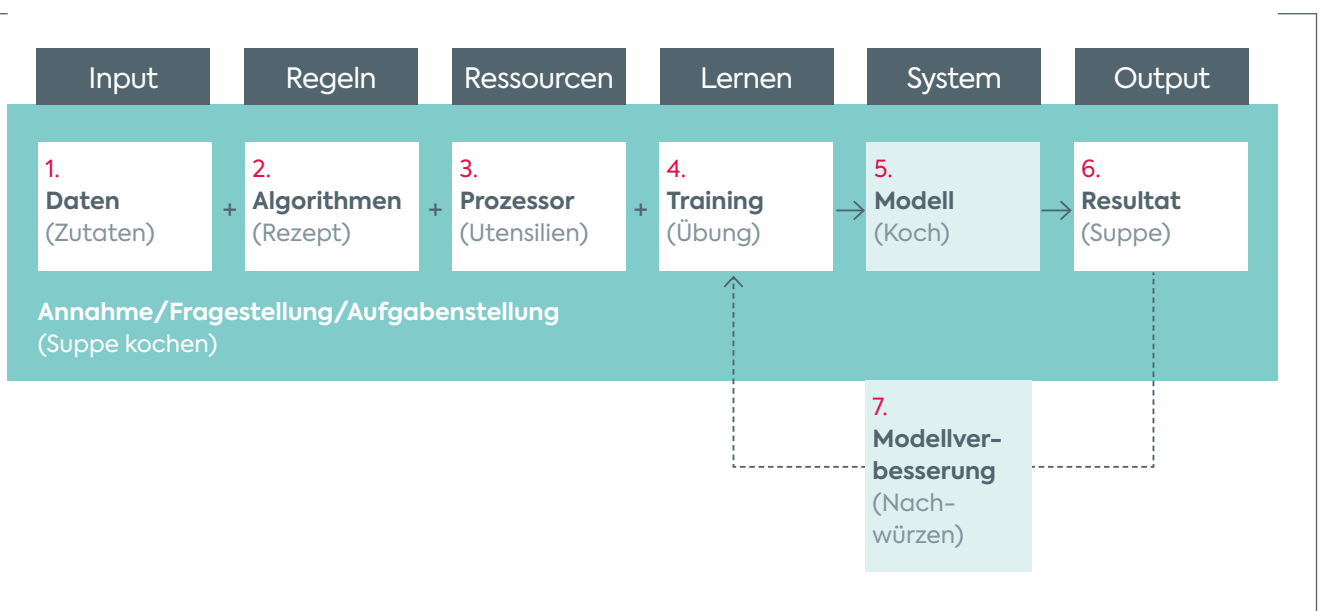 Input
Regeln
Ressourcen
Lernen
System
Output
1.
Daten
(Zutaten)
+
2.
Algorithmen
(Rezept)
+
3.
Prozessor
(Utensilien)
+
4.
Training
(Übung)
5.
Modell
(Koch)
6.
Resultat
(Suppe)
Annahme/Fragestellung/Aufgabenstellung
(Suppe kochen)
7.
Modellver-
besserung
(Nach-
würzen)